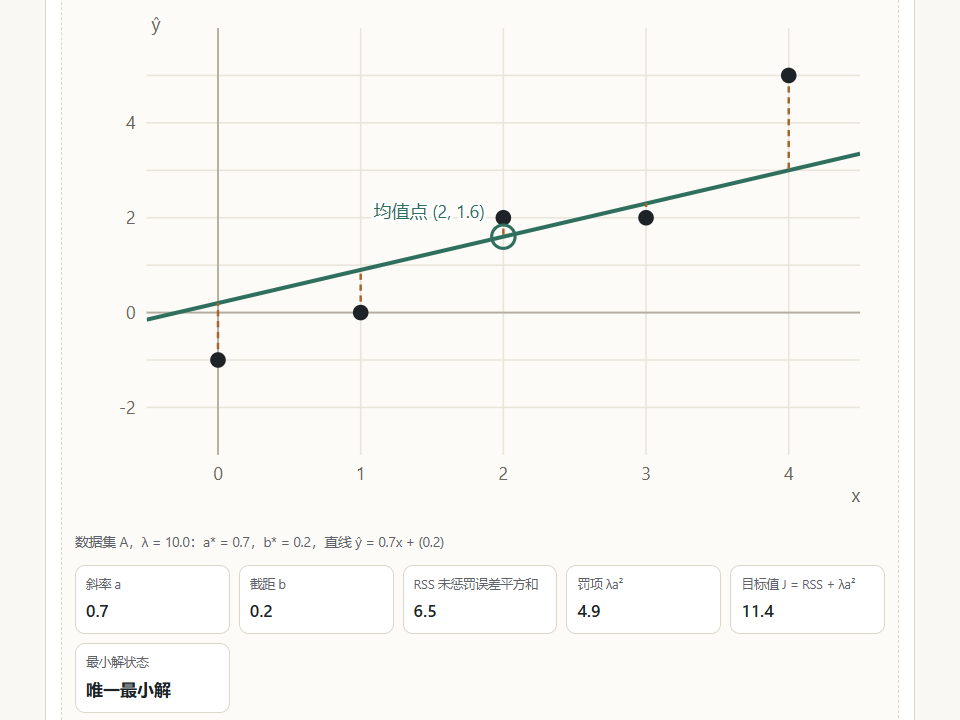 ŷ
4
均值点 (2, 1.6)
2
0
-2
0 1 2 3 4
x
数据集 A，λ = 10.0：a* = 0.7，b* = 0.2，直线 ŷ = 0.7x + (0.2)
斜率 a
0.7
截距 b
0.2
RSS 未惩罚误差平方和
6.5
罚项 λa²
4.9
目标值 J = RSS + λa²
11.4
最小解状态
唯一最小解